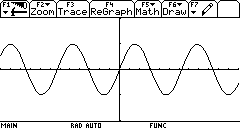 F1 F2 F3 F4 F5 F6 F7
Zoom Trace ReGraph Math Draw
MAIN RAD AUTO FUNC